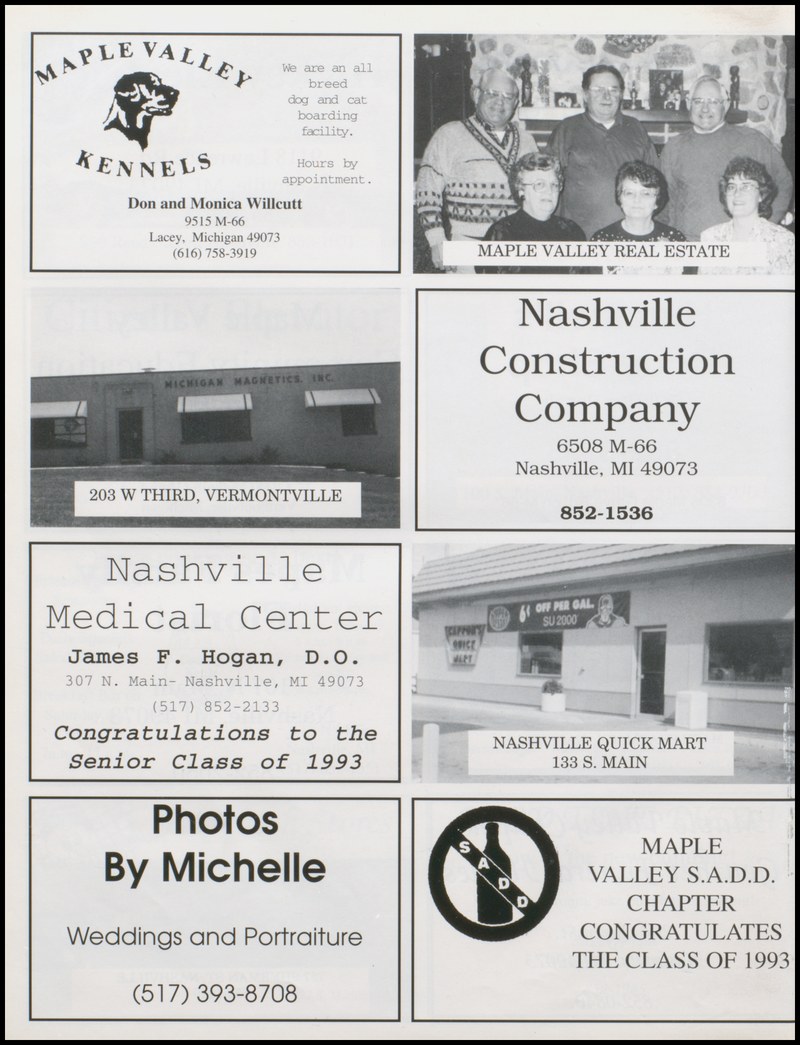 MAPLE VALLEY
KENNELS
We are an all
breed
dog and cat
boarding
facility.
Hours by
appointment.
Don and Monica Willcutt
9515 M-66
Lacey, Michigan 49073
(616) 758-3919
MAPLE VALLEY REAL ESTATE
MICHIGAN MAGNETICS, INC.
203 W THIRD, VERMONTVILLE
Nashville
Construction
Company
6508 M-66
Nashville, MI 49073
852-1536
Nashville
Medical Center
James F. Hogan, D.O.
307 N. Main- Nashville, MI 49073
(517) 852-2133
Congratulations to the
Senior Class of 1993
6¢ OFF PER GAL.
SU 2000
QUICK
MART
NASHVILLE QUICK MART
133 S. MAIN
Photos
By Michelle
Weddings and Portraiture
(517) 393-8708
SADD
MAPLE
VALLEY S.A.D.D.
CHAPTER
CONGRATULATES
THE CLASS OF 1993